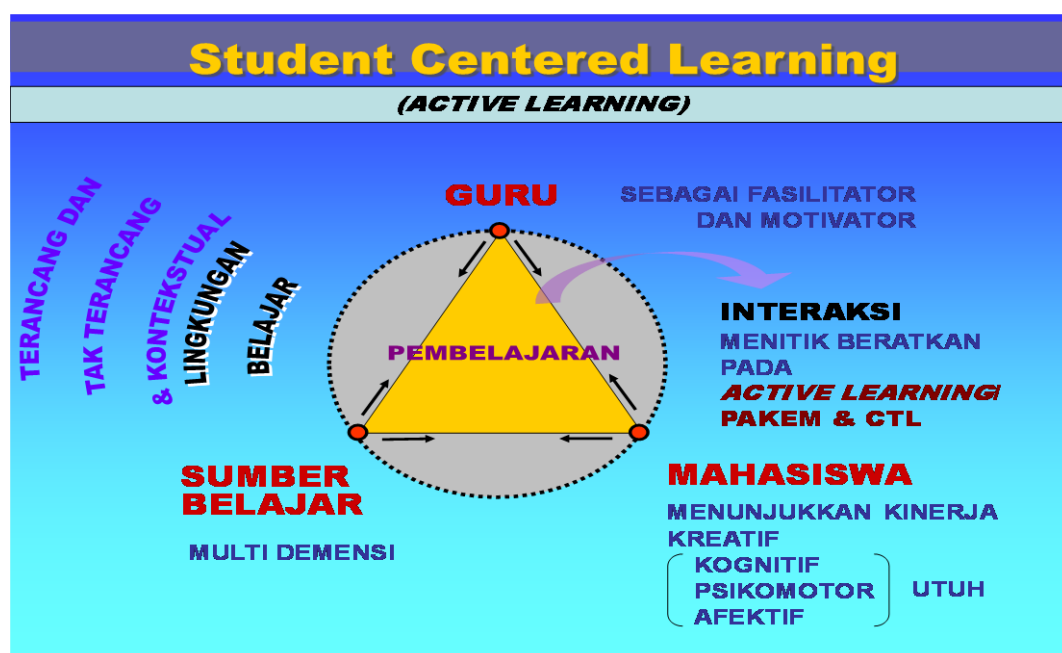 Student Centered Learning
(ACTIVE LEARNING)
TERANCANG DAN
TAK TERANCANG
& KONTEKSTUAL
LINGKUNGAN
BELAJAR
GURU
SEBAGAI FASILITATOR
DAN MOTIVATOR
PEMBELAJARAN
INTERAKSI
MENITIK BERATKAN
PADA
ACTIVE LEARNING/
PAKEM & CTL
SUMBER
BELAJAR
MULTI DEMENSI
MAHASISWA
MENUNJUKKAN KINERJA
KREATIF
KOGNITIF
PSIKOMOTOR
AFEKTIF
UTUH